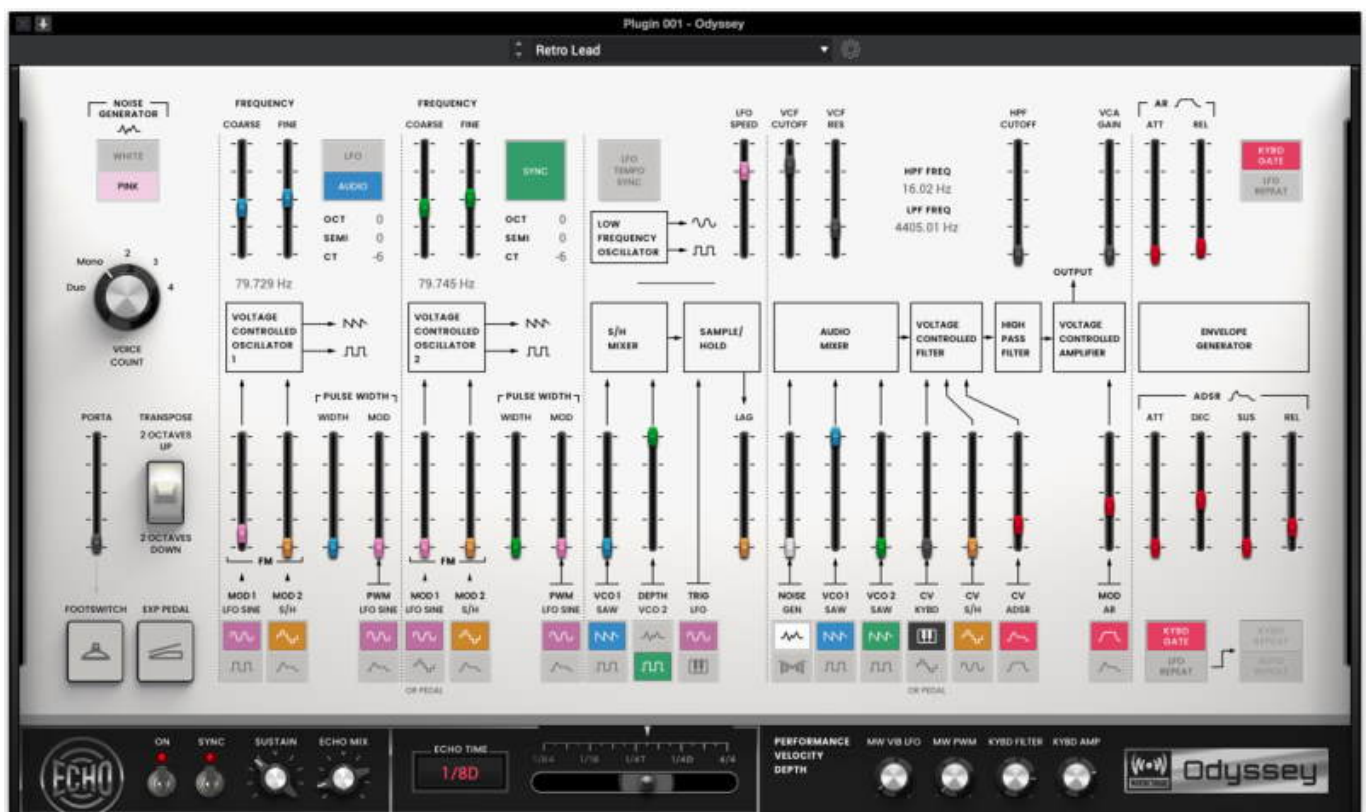 Plugin 001 - Odyssey
Retro Lead
NOISE
GENERATOR
WHITE
PINK
Mono
Duo
2
3
4
VOICE
COUNT
PORTA
TRANSPOSE
2 OCTAVES
UP
2 OCTAVES
DOWN
FOOTSWITCH
EXP PEDAL
FREQUENCY
COARSE FINE
LFO
AUDIO
OCT 0
SEMI 0
CT -6
79.729 Hz
VOLTAGE
CONTROLLED
OSCILLATOR
1
PULSE WIDTH
WIDTH MOD
FM
MOD 1 MOD 2 PWM
LFO SINE S/H LFO SINE
FREQUENCY
COARSE FINE
SYNC
OCT 0
SEMI 0
CT -6
79.745 Hz
VOLTAGE
CONTROLLED
OSCILLATOR
2
PULSE WIDTH
WIDTH MOD
FM
MOD 1 MOD 2 PWM
LFO SINE S/H LFO SINE
OR PEDAL
LFO
TEMPO
SYNC
LFO
SPEED
LOW
FREQUENCY
OSCILLATOR
S/H
MIXER
SAMPLE/
HOLD
LAG
VCO 1 DEPTH TRIG
SAW VCO 2 LFO
VCF
CUTOFF
VCF
RES
HPF FREQ
16.02 Hz
LPF FREQ
4405.01 Hz
HPF
CUTOFF
VCA
GAIN
OUTPUT
AUDIO
MIXER
VOLTAGE
CONTROLLED
FILTER
HIGH
PASS
FILTER
VOLTAGE
CONTROLLED
AMPLIFIER
NOISE VCO 1 VCO 2 CV CV CV MOD
GEN SAW SAW KYBD S/H ADSR AR
OR PEDAL
AR
ATT REL
KYBD
GATE
LFO
REPEAT
ENVELOPE
GENERATOR
ADSR
ATT DEC SUS REL
KYBD
GATE
LFO
REPEAT
KYBD
REPEAT
AUTO
REPEAT
ECHO
ON SYNC SUSTAIN ECHO MIX
ECHO TIME
1/8D
1/64 1/16 1/4T 1/4D 4/4
PERFORMANCE
VELOCITY
DEPTH
MW VIB LFO MW PWM KYBD FILTER KYBD AMP
Odyssey